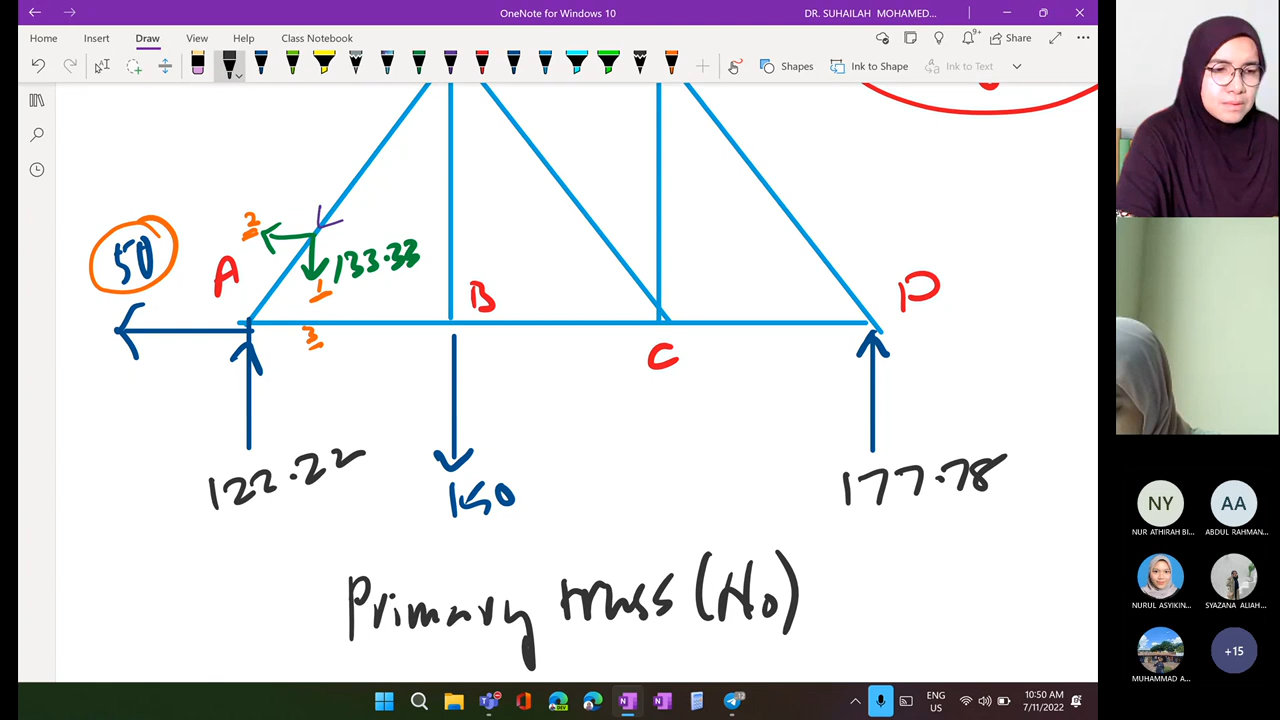 OneNote for Windows 10
DR. SUHAILAH MOHAMED...
Home Insert Draw View Help Class Notebook
Share
Shapes
Ink to Shape
Ink to Text
9+
2
50
133.33
A
1
B
D
3
C
122.22
150
177.78
Primary truss (No)
NY
AA
NUR ATHIRAH BI...
ABDUL RAHMAN...
NURUL ASYIKIN...
SYAZANA ALIAH...
MUHAMMAD A...
+15
ENG
US
10:50 AM
7/11/2022